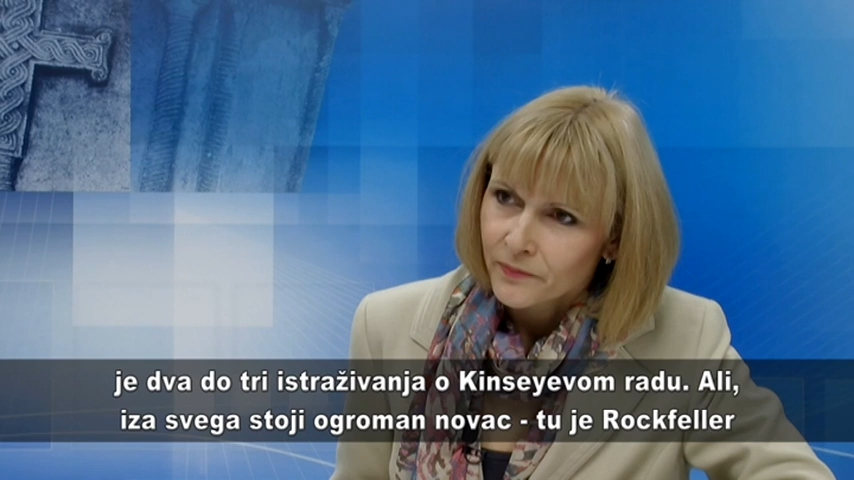 je dva do tri istraživanja o Kinseyevom radu. Ali,
iza svega stoji ogroman novac - tu je Rockfeller